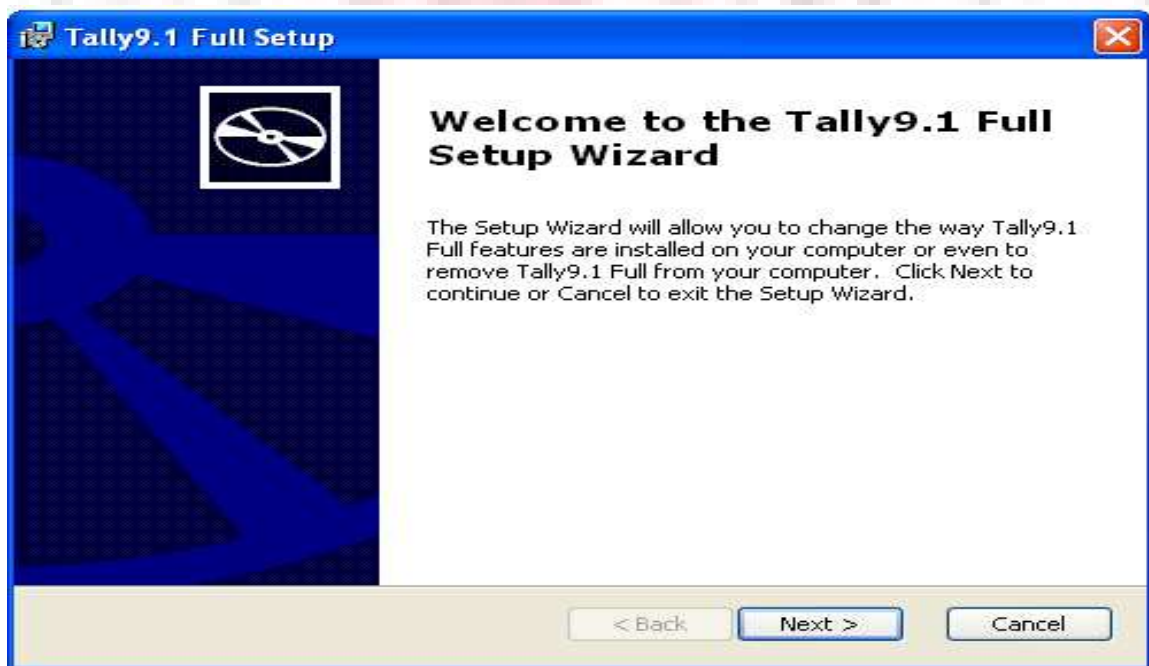 Tally9.1 Full Setup
Welcome to the Tally9.1 Full
Setup Wizard
The Setup Wizard will allow you to change the way Tally9.1
Full features are installed on your computer or even to
remove Tally9.1 Full from your computer. Click Next to
continue or Cancel to exit the Setup Wizard.
< Back Next > Cancel